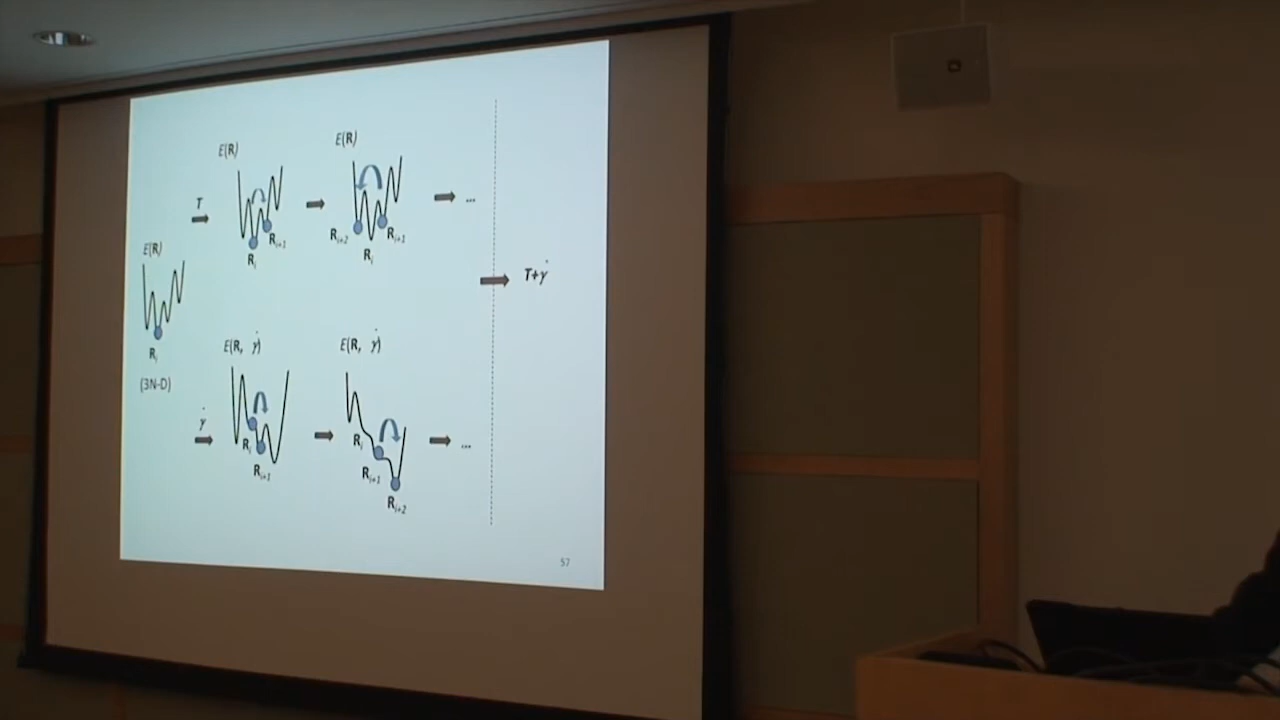 E(R)
E(R)
T
...
R_i+2
R_i+1
R_i+1
R_i
R_i
E(R)
T+γ̇
R_i
(3N-D)
E(R, γ̇)
E(R, γ̇)
γ̇
...
R_i
R_i
R_i+1
R_i+1
R_i+2
57